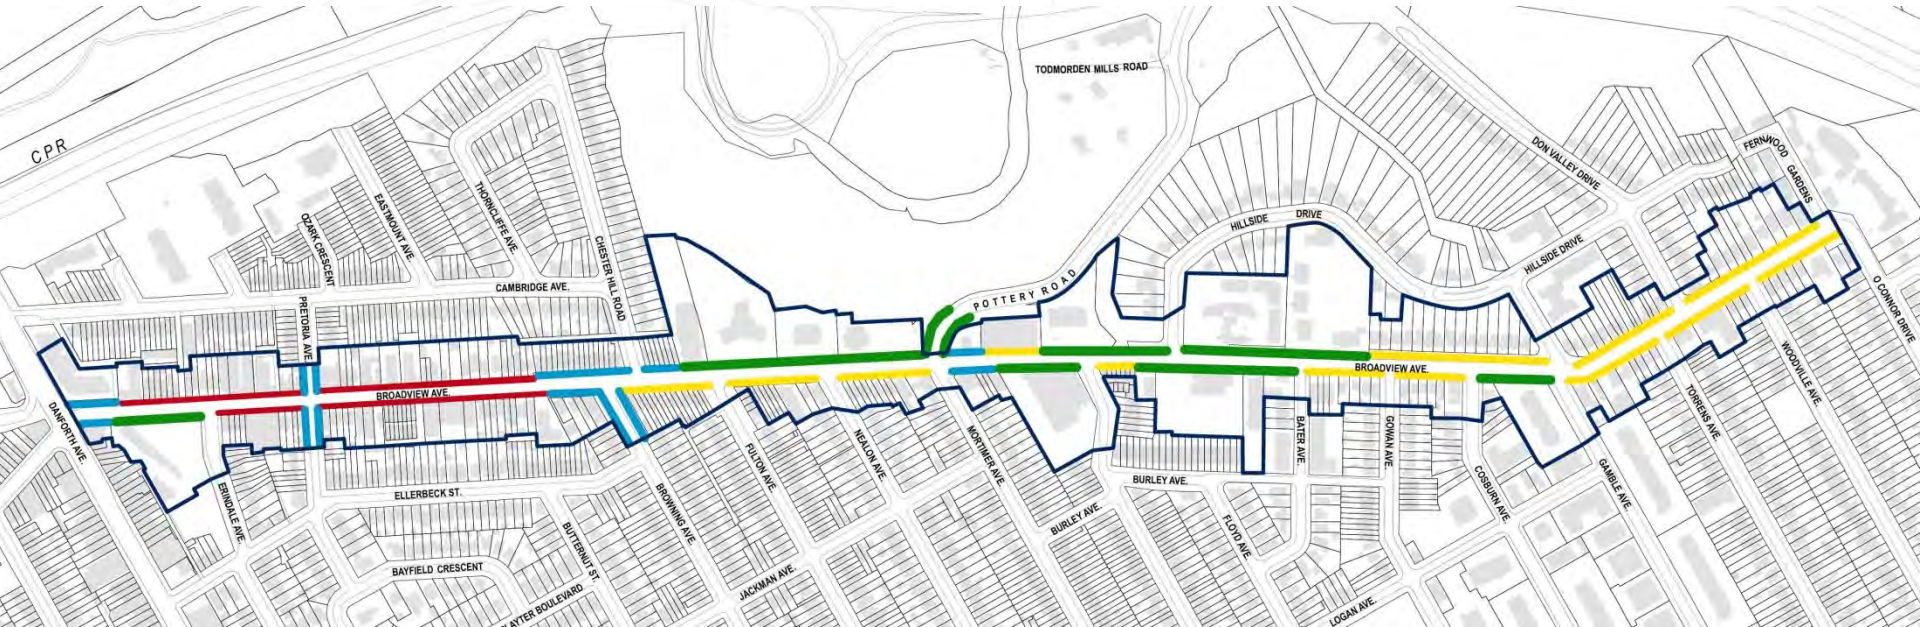 TODMORDEN MILLS ROAD
CPR
DON VALLEY DRIVE
FERNWOOD
GARDENS
THORNCLIFFE AVE.
EASTMOUNT AVE.
OZARK CRESCENT
HILLSIDE DRIVE
CHESTER HILL ROAD
HILLSIDE DRIVE
CAMBRIDGE AVE.
POTTERY ROAD
O CONNOR DRIVE
PRETORIA AVE.
BROADVIEW AVE.
BROADVIEW AVE.
WOODVILLE AVE.
DANFORTH AVE.
TORRENS AVE.
BATER AVE.
GOWAN AVE.
MORTIMER AVE.
NEALON AVE.
FULTON AVE.
ELLERBECK ST.
ERINDALE AVE.
BROWNING AVE.
BURLEY AVE.
COSBURN AVE.
GAMBLE AVE.
BURLEY AVE.
FLOYD AVE.
BUTTERNUT ST.
BAYFIELD CRESCENT
JACKMAN AVE.
LAYTER BOULEVARD
LOGAN AVE.